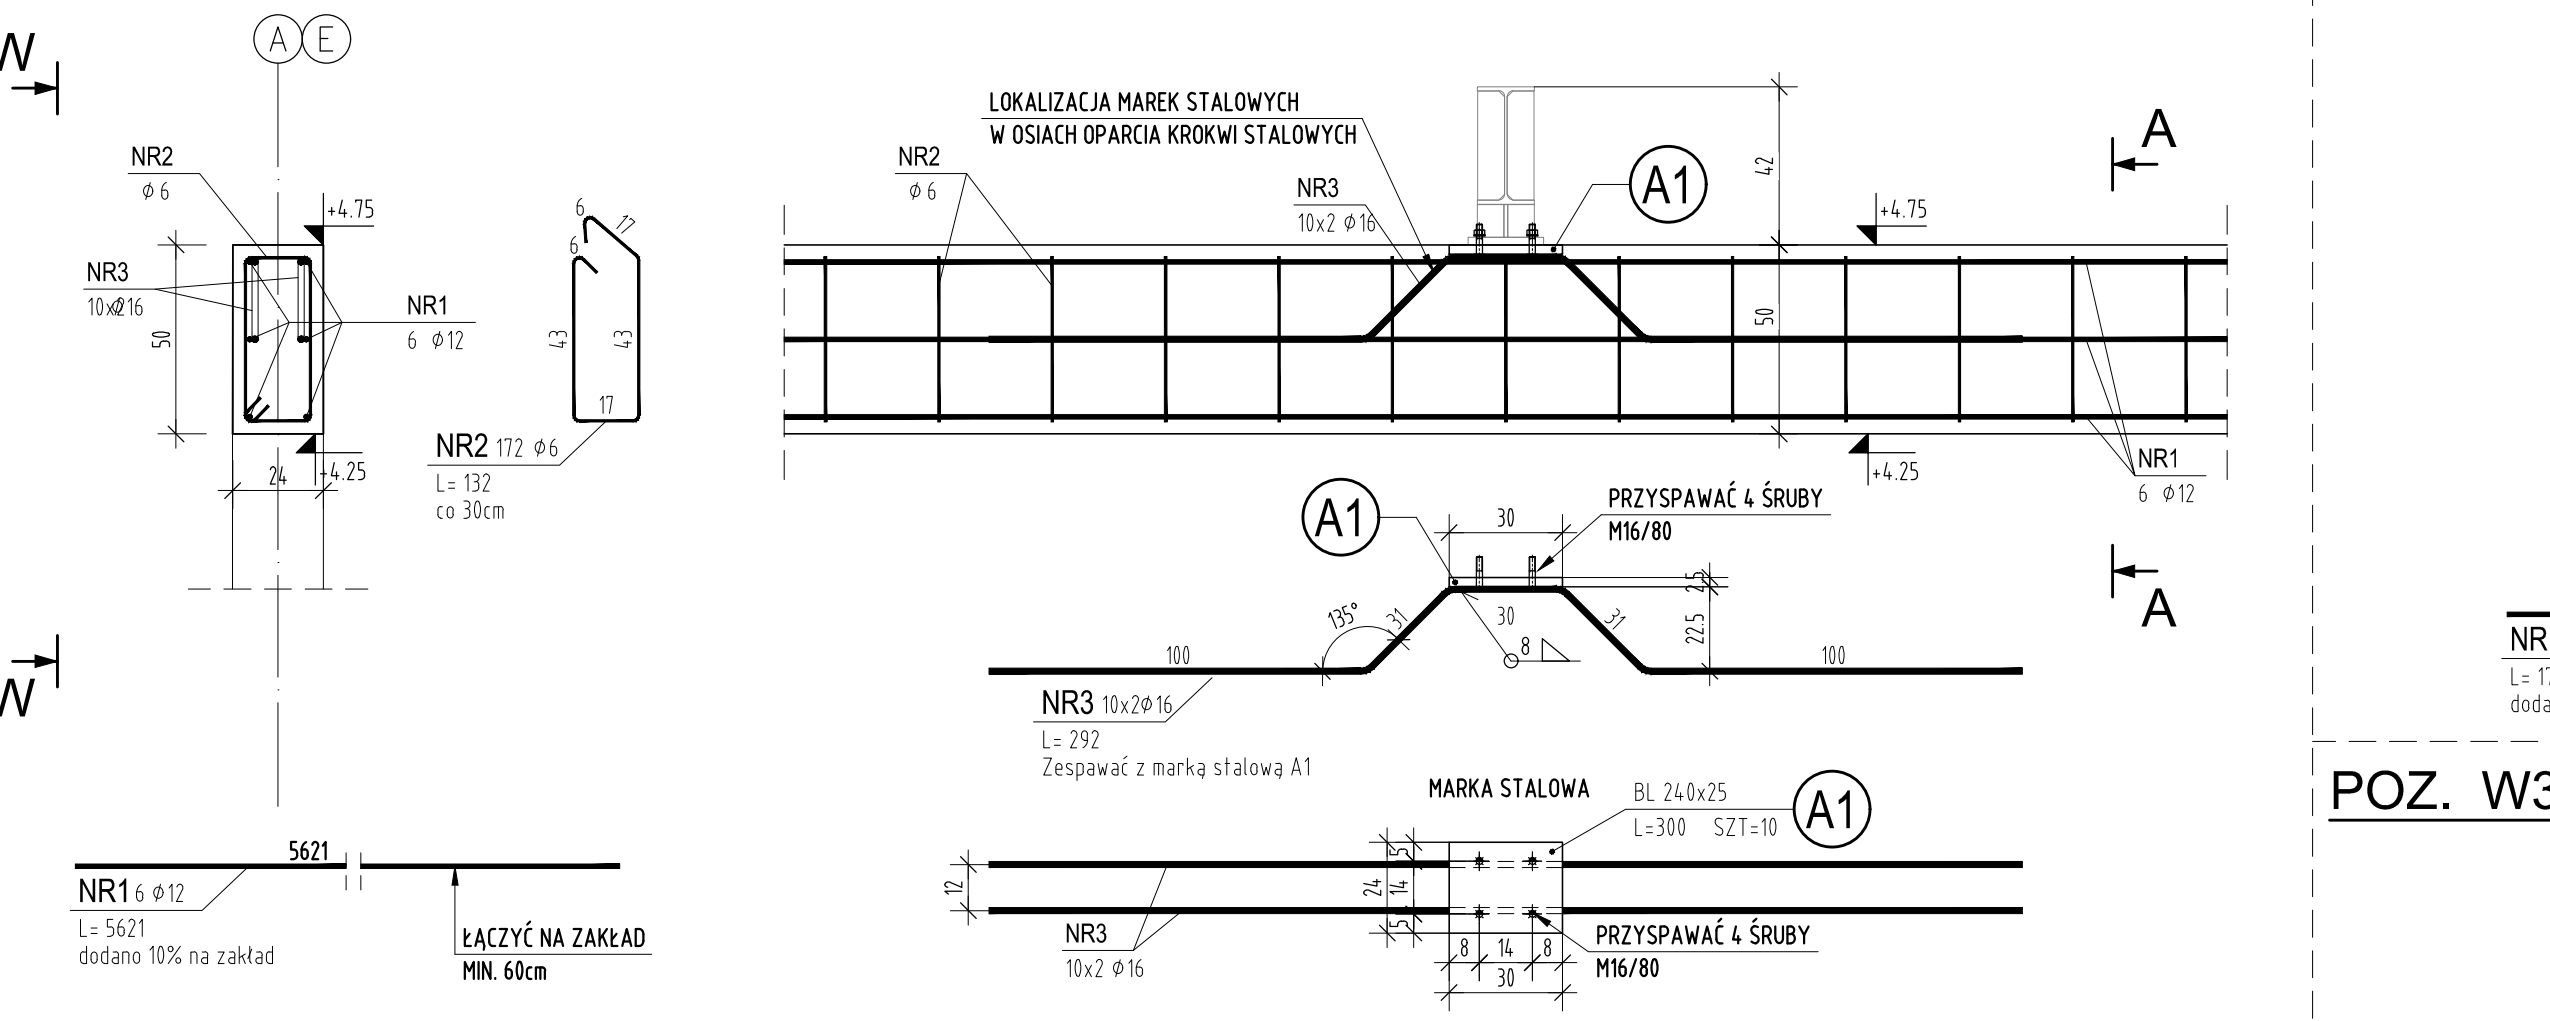 W
A E
NR2
ϕ 6
+4.75
NR3
10x2
ϕ16
50
NR1
6 ϕ12
24
+4.25
6
17
6
43
43
17
NR2 172 ϕ6
L= 132
co 30cm
W
5621
NR1 6 ϕ12
L= 5621
dodano 10% na zakład
ŁĄCZYĆ NA ZAKŁAD
MIN. 60cm
LOKALIZACJA MAREK STALOWYCH
W OSIACH OPARCIA KROKWI STALOWYCH
NR2
ϕ 6
NR3
10x2 ϕ16
A1
42
50
+4.75
+4.25
A
NR1
6 ϕ12
A
A1
30
PRZYSPAWAĆ 4 ŚRUBY
M16/80
2.5
22.5
135°
31
30
31
8
100
100
NR3 10x2ϕ16
L= 292
Zespawać z marką stalową A1
MARKA STALOWA
BL 240x25
L=300 SZT=10
A1
12
24
5
14
5
NR3
10x2 ϕ16
8 14 8
30
PRZYSPAWAĆ 4 ŚRUBY
M16/80
NR
L= 17
doda
POZ. W3